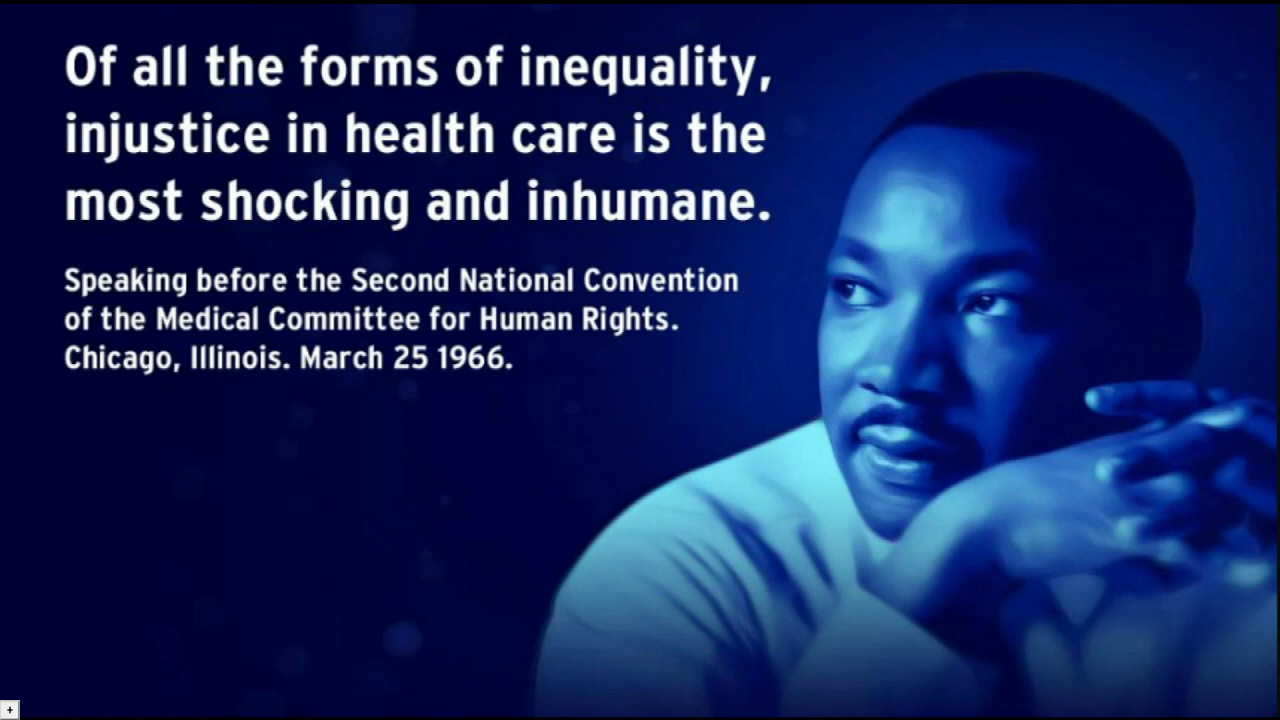 Of all the forms of inequality,
injustice in health care is the
most shocking and inhumane.
Speaking before the Second National Convention
of the Medical Committee for Human Rights.
Chicago, Illinois. March 25 1966.
+